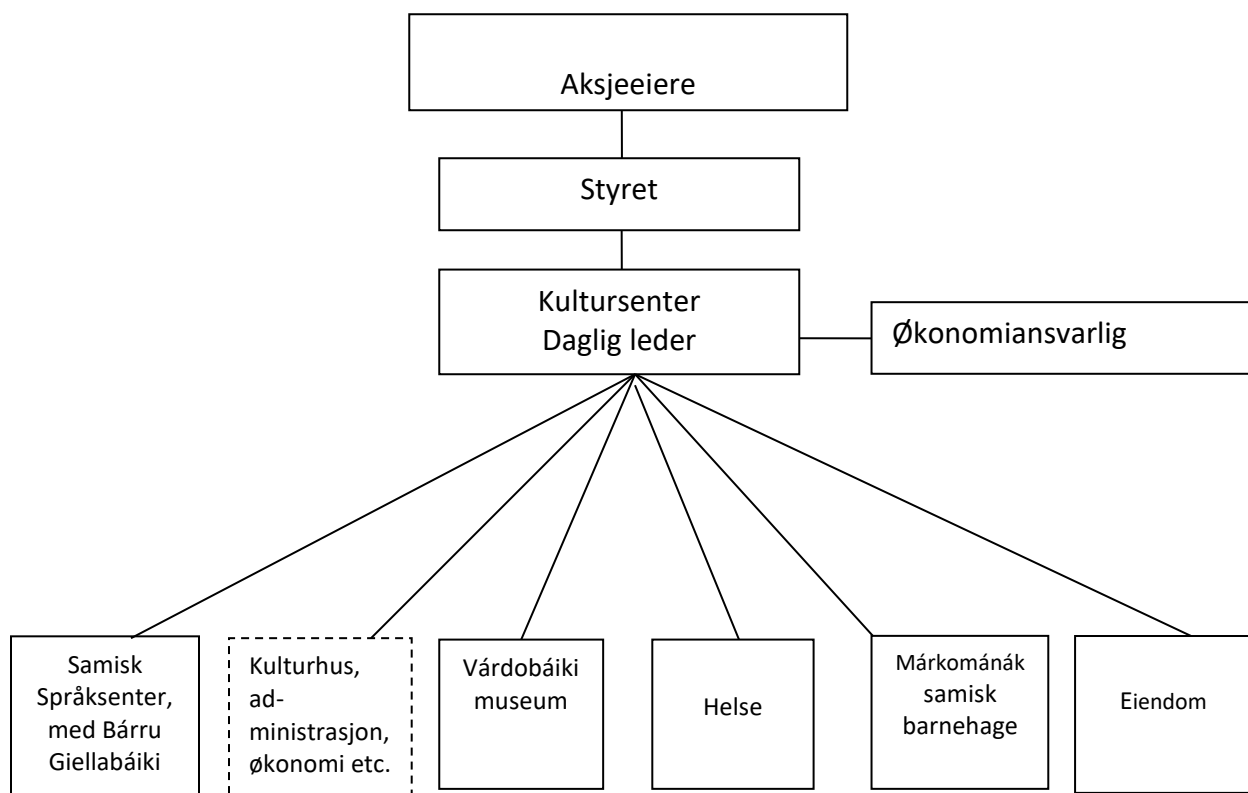 Aksjeeiere
Styret
Kultursenter
Daglig leder
Økonomiansvarlig
Samisk
Språksenter,
med Bárru
Giellabáiki
Kulturhus,
ad-
ministrasjon,
økonomi etc.
Várdobáiki
museum
Helse
Márkománák
samisk
barnehage
Eiendom